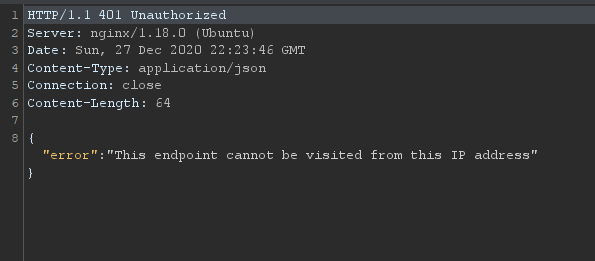 1 HTTP/1.1 401 Unauthorized
2 Server: nginx/1.18.0 (Ubuntu)
3 Date: Sun, 27 Dec 2020 22:23:46 GMT
4 Content-Type: application/json
5 Connection: close
6 Content-Length: 64
7
8 {
"error":"This endpoint cannot be visited from this IP address"
}